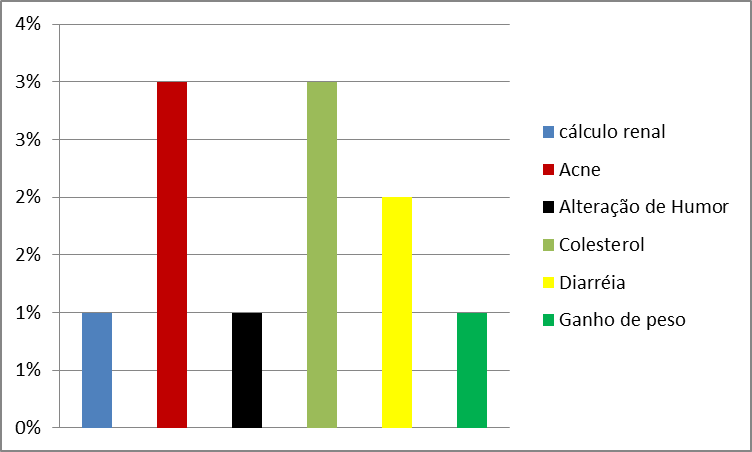 4%
3%
3%
2%
2%
1%
1%
0%
cálculo renal
Acne
Alteração de Humor
Colesterol
Diarréia
Ganho de peso